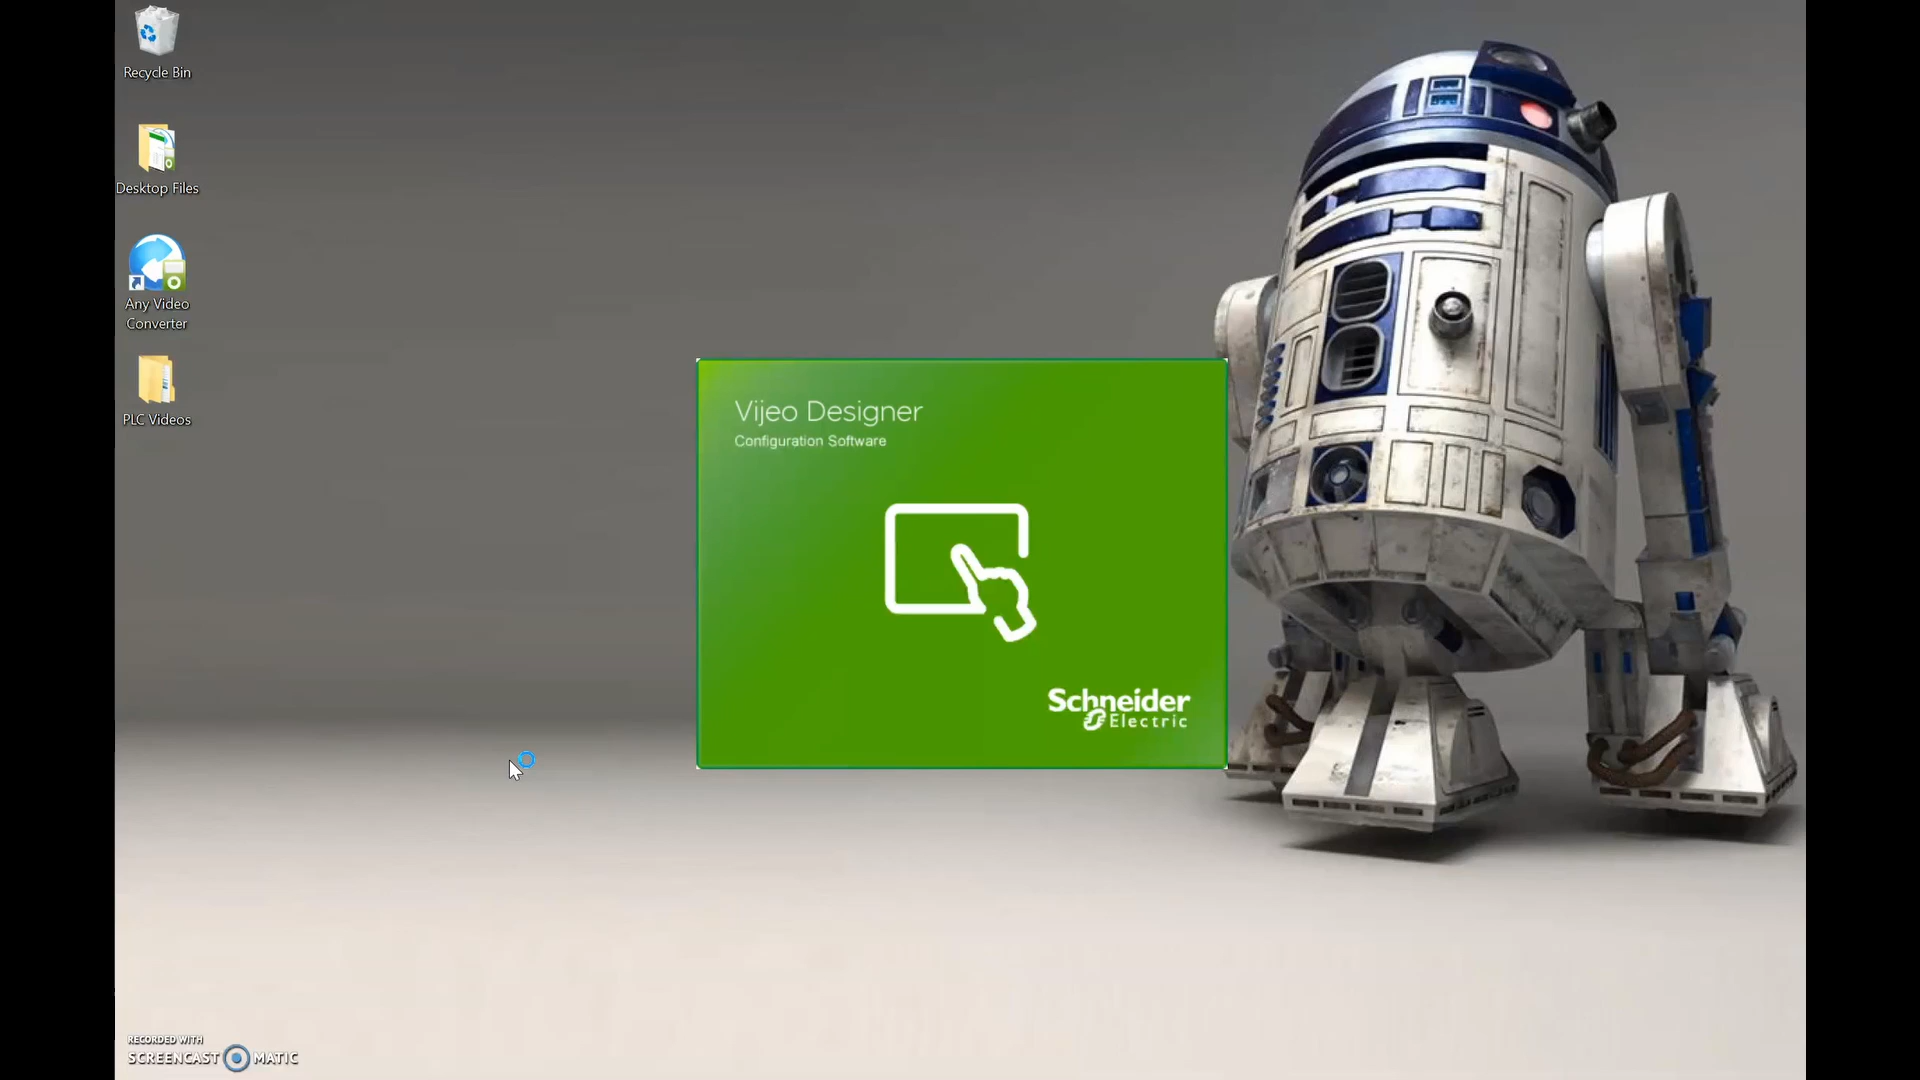 Recycle Bin
Desktop Files
Any Video
Converter
PLC Videos
Vijeo Designer
Configuration Software
Schneider
Electric
RECORDED WITH
SCREENCAST MATIC